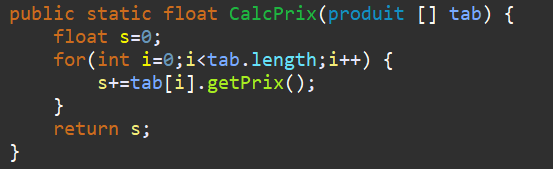 public static float CalcPrix(produit [] tab) {
    float s=0;
    for(int i=0;i<tab.length;i++) {
        s+=tab[i].getPrix();
    }
    return s;
}